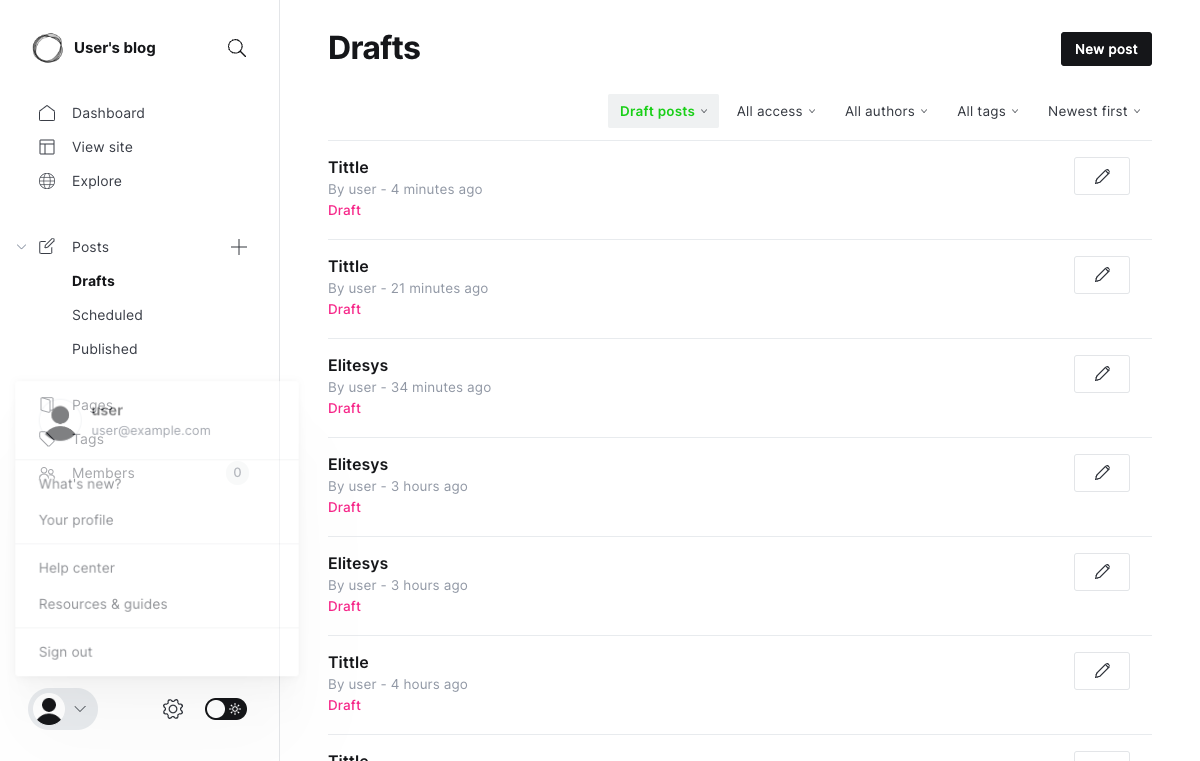 User's blog
Dashboard
View site
Explore
Posts
Drafts
Scheduled
Published
Pages
user
user@example.com
Tags
Members 0
What's new?
Your profile
Help center
Resources & guides
Sign out
Drafts
New post
Draft posts All access All authors All tags Newest first
Tittle
By user - 4 minutes ago
Draft
Tittle
By user - 21 minutes ago
Draft
Elitesys
By user - 34 minutes ago
Draft
Elitesys
By user - 3 hours ago
Draft
Elitesys
By user - 3 hours ago
Draft
Tittle
By user - 4 hours ago
Draft
Tittle